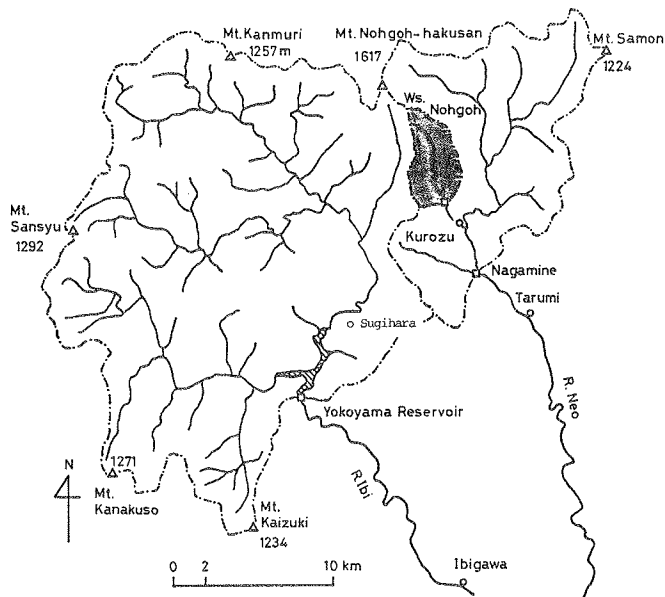 Mt. Kanmuri
1257 m
Mt. Nohgoh-hakusan
1617
Mt. Samon
1224
Ws.
Nohgoh
Mt.
Sansyu
1292
Kurozu
Nagamine
Tarumi
Sugihara
R. Neo
Yokoyama Reservoir
R.Ibi
1271
Mt.
Kanakuso
N
Mt.
Kaizuki
1234
0 2 10 km
Ibigawa